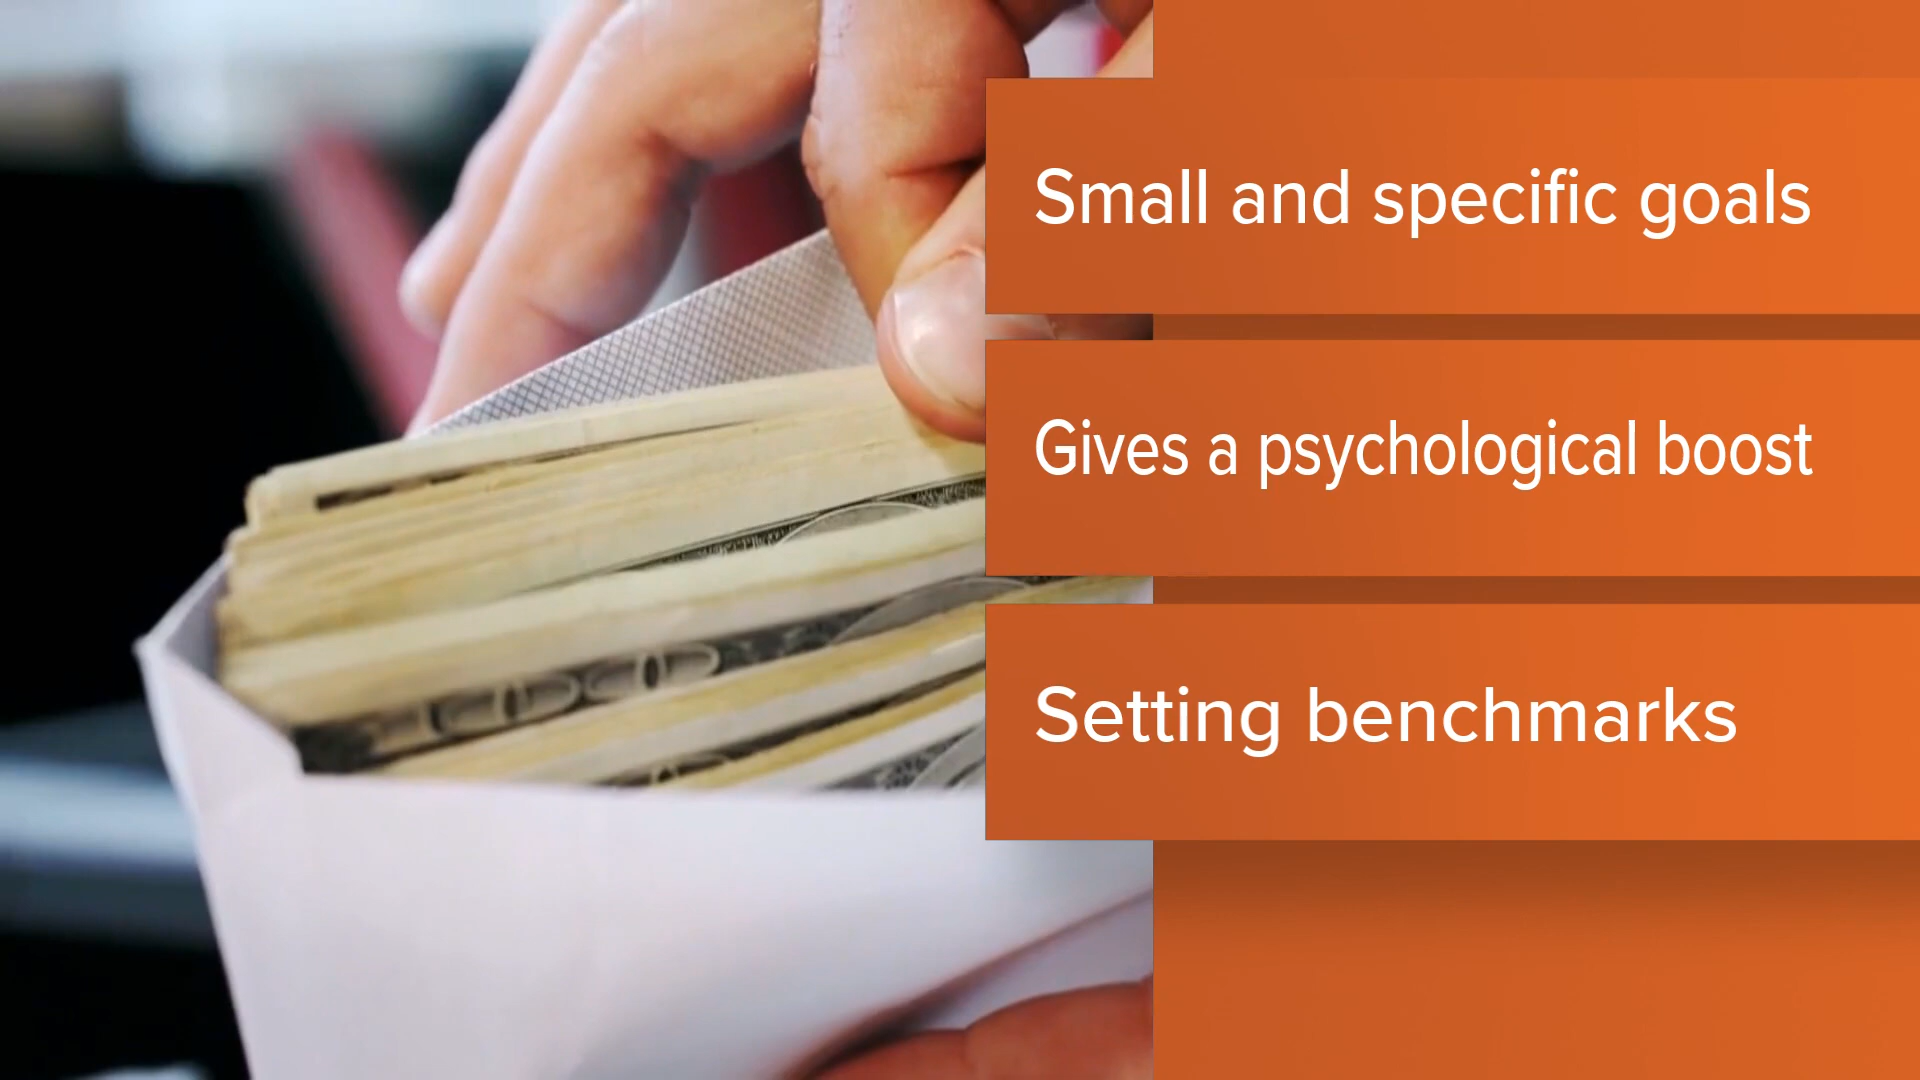 Small and specific goals
Gives a psychological boost
Setting benchmarks